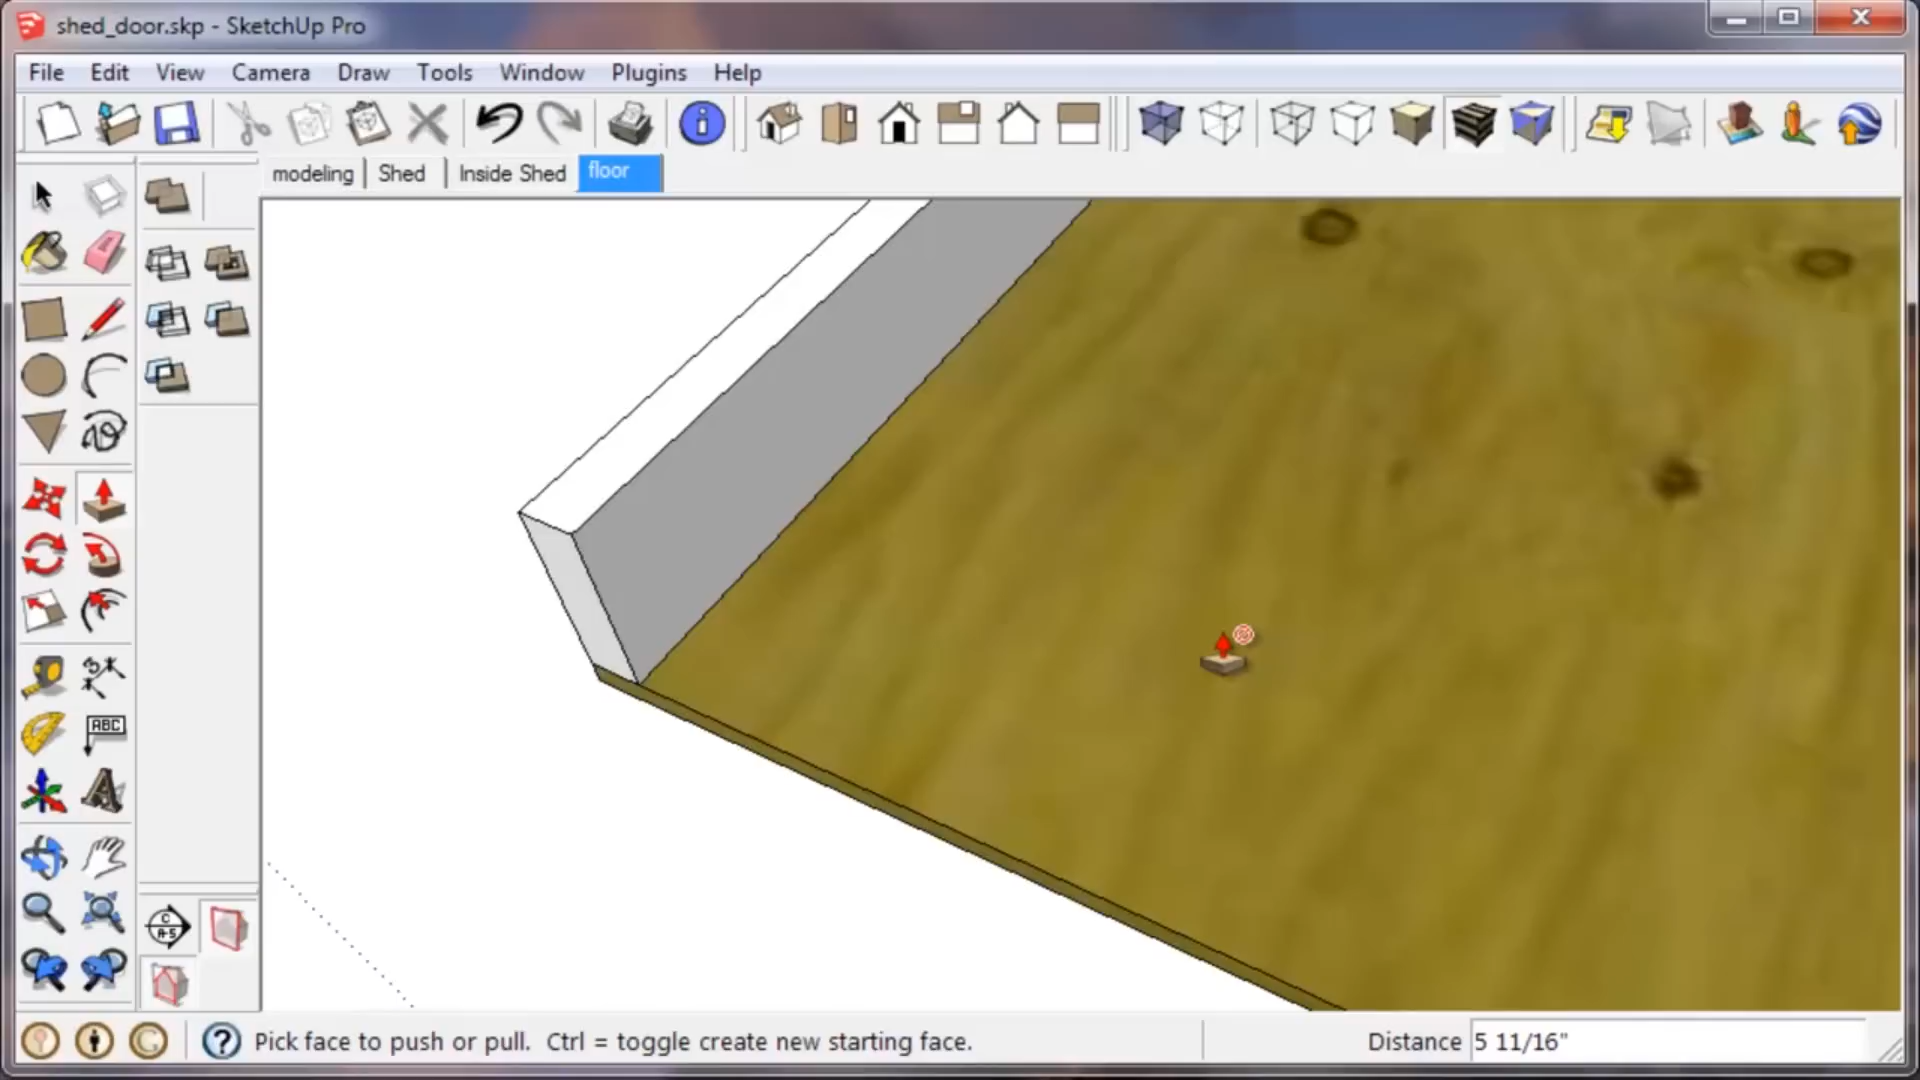 shed_door.skp - SketchUp Pro
File Edit View Camera Draw Tools Window Plugins Help
modeling Shed Inside Shed floor
ABC
C
A-5
Pick face to push or pull. Ctrl = toggle create new starting face.
Distance 5 11/16"